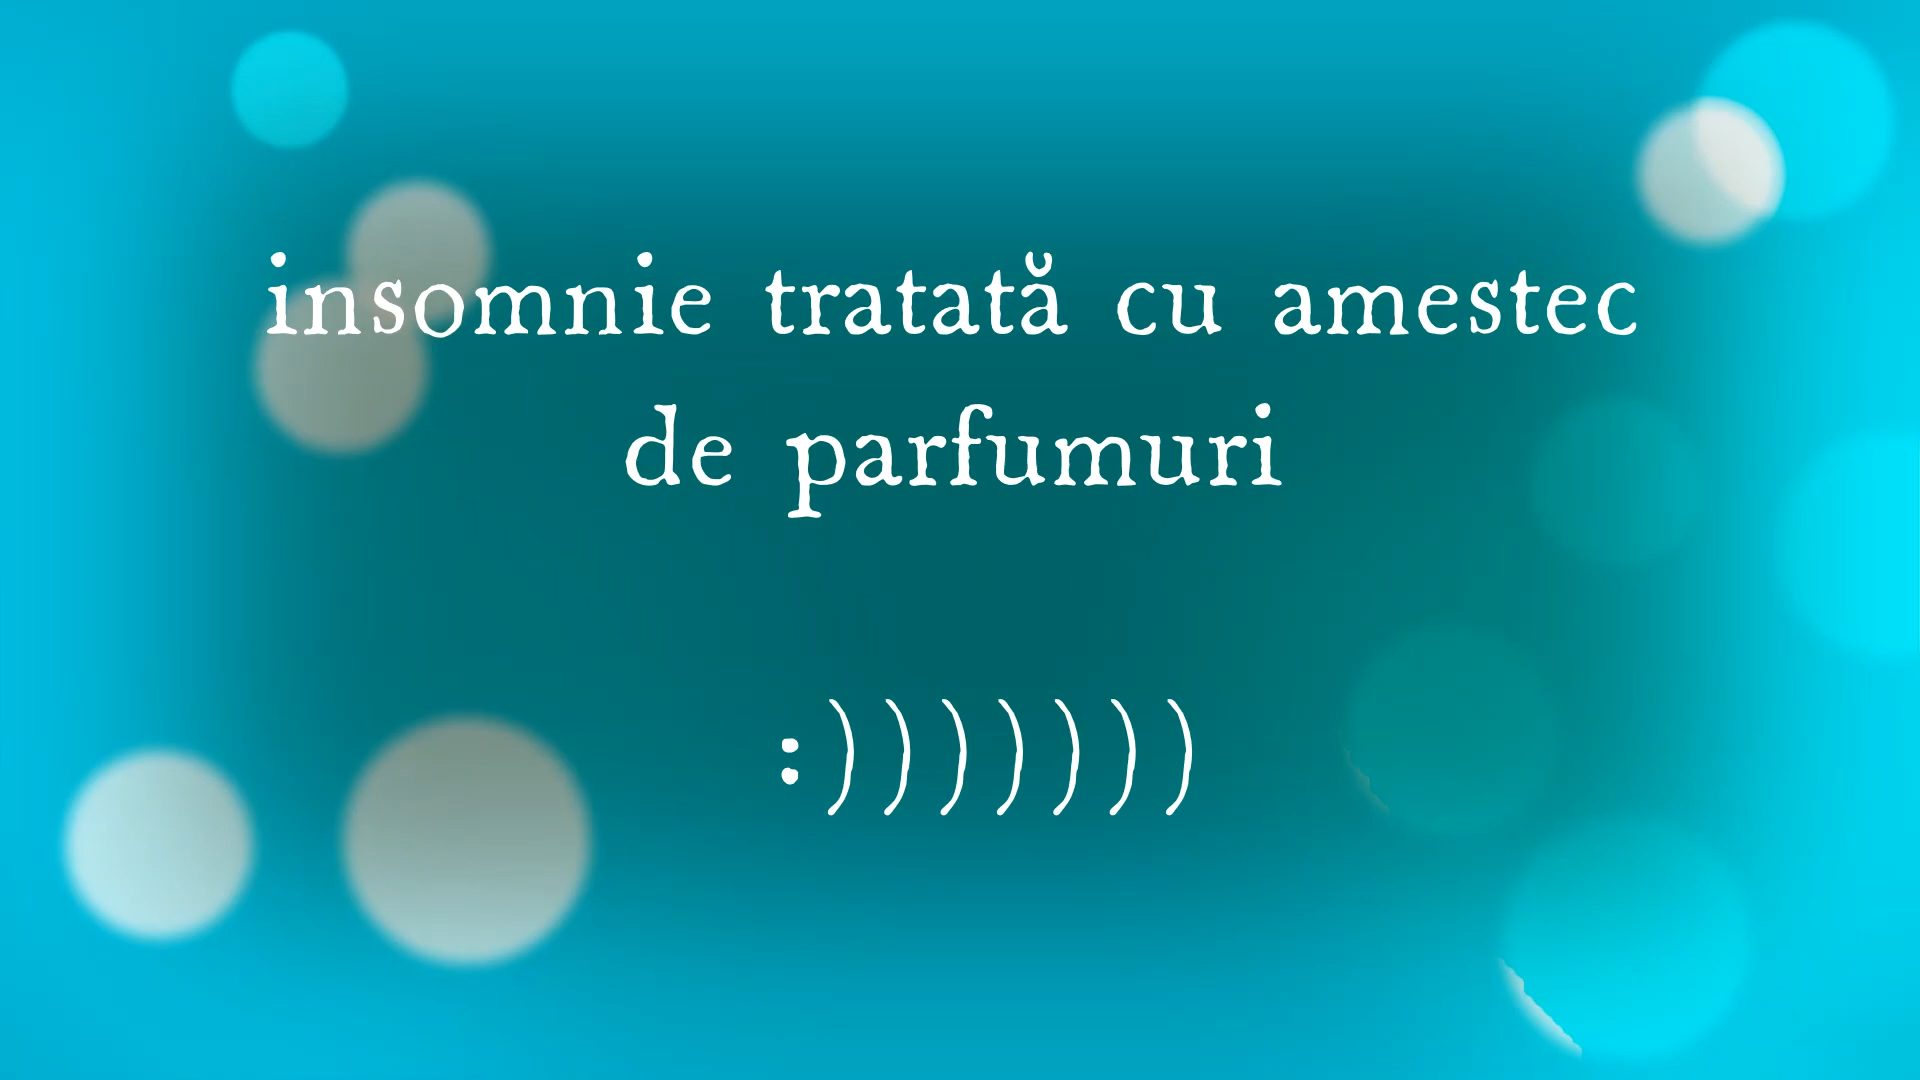 insomnie tratată cu amestec
de parfumuri
:)))))))